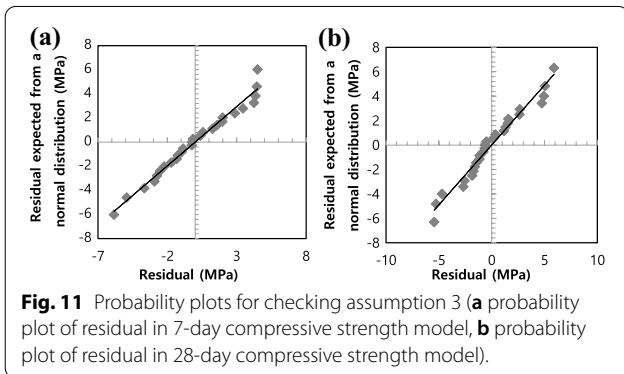 (a)
Residual expected from a
normal distribution (MPa)
8
6
4
2
0
-2
-4
-6
-8
-7 -2 3 8
Residual (MPa)
(b)
Residual expected from a
normal distribution (MPa)
8
6
4
2
0
-2
-4
-6
-8
-10 -5 0 5 10
Residual (MPa)
Fig. 11 Probability plots for checking assumption 3 (a probability
plot of residual in 7-day compressive strength model, b probability
plot of residual in 28-day compressive strength model).